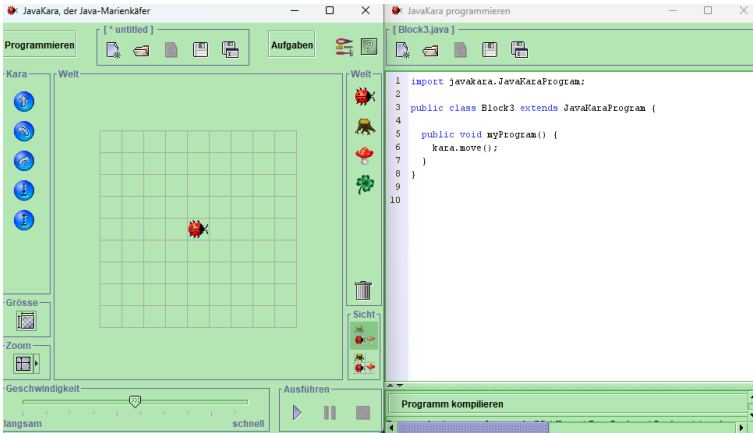 JavaKara, der Java-Marienkäfer
[ * untitled ]
Programmieren
Aufgaben
Kara
Welt
Welt
Grösse
Zoom
Sicht
Geschwindigkeit
langsam
schnell
Ausführen
JavaKara programmieren
[ Block3.java ]
1 import javakara.JavaKaraProgram;
2
3 public class Block3 extends JavaKaraProgram {
4
5 public void myProgram() {
6 kara.move();
7 }
8 }
9
10
Programm kompilieren